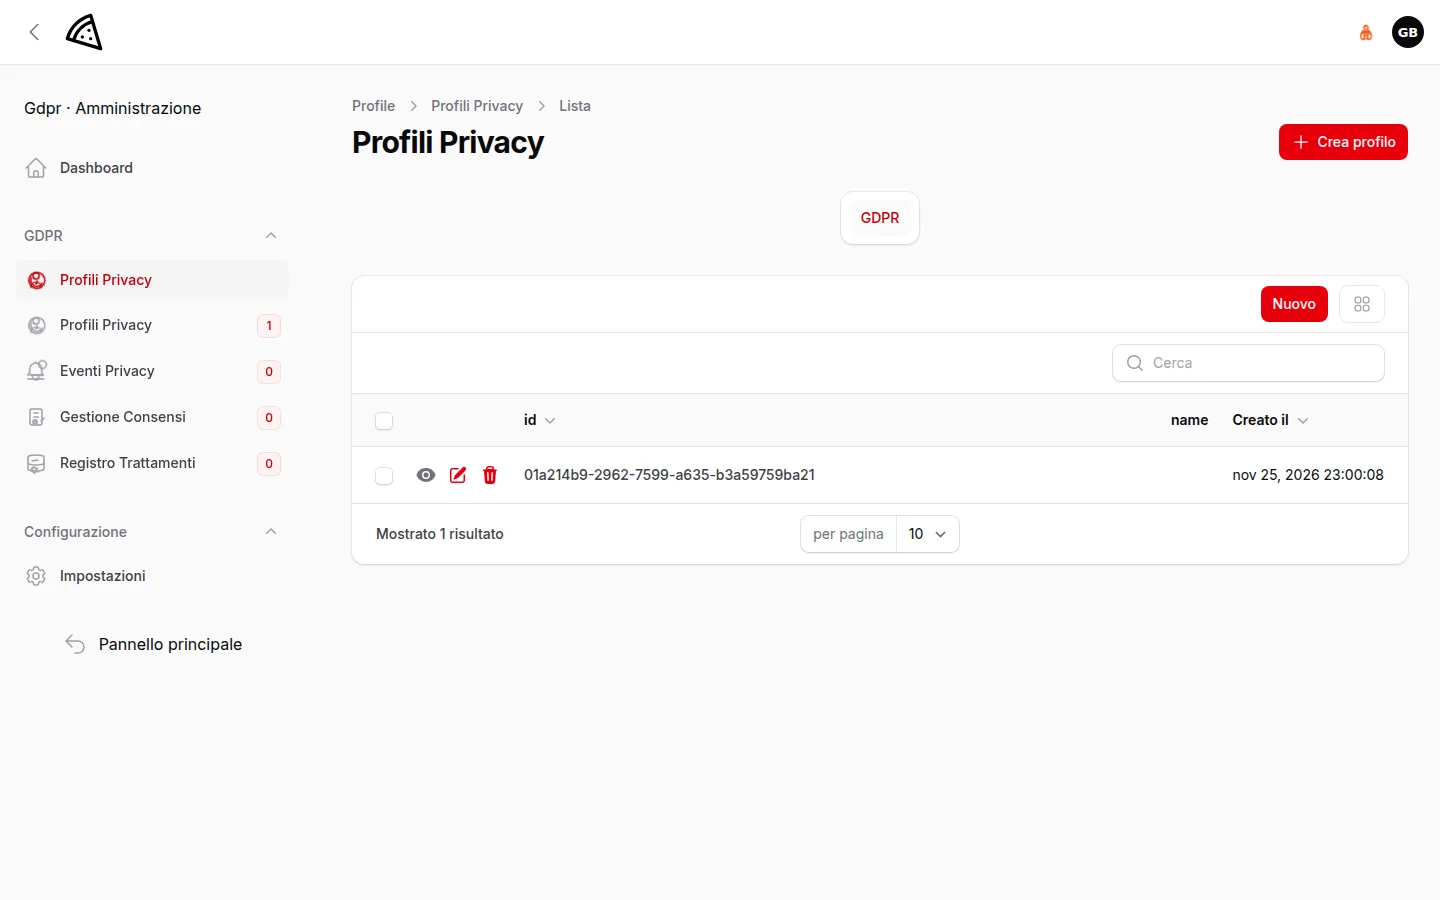 GB
Gdpr · Amministrazione
Dashboard
GDPR
Profili Privacy
Profili Privacy 1
Eventi Privacy 0
Gestione Consensi 0
Registro Trattamenti 0
Configurazione
Impostazioni
Pannello principale
Profile > Profili Privacy > Lista
Profili Privacy
Crea profilo
GDPR
Nuovo
Cerca
id name Creato il
01a214b9-2962-7599-a635-b3a59759ba21 nov 25, 2026 23:00:08
Mostrato 1 risultato per pagina 10